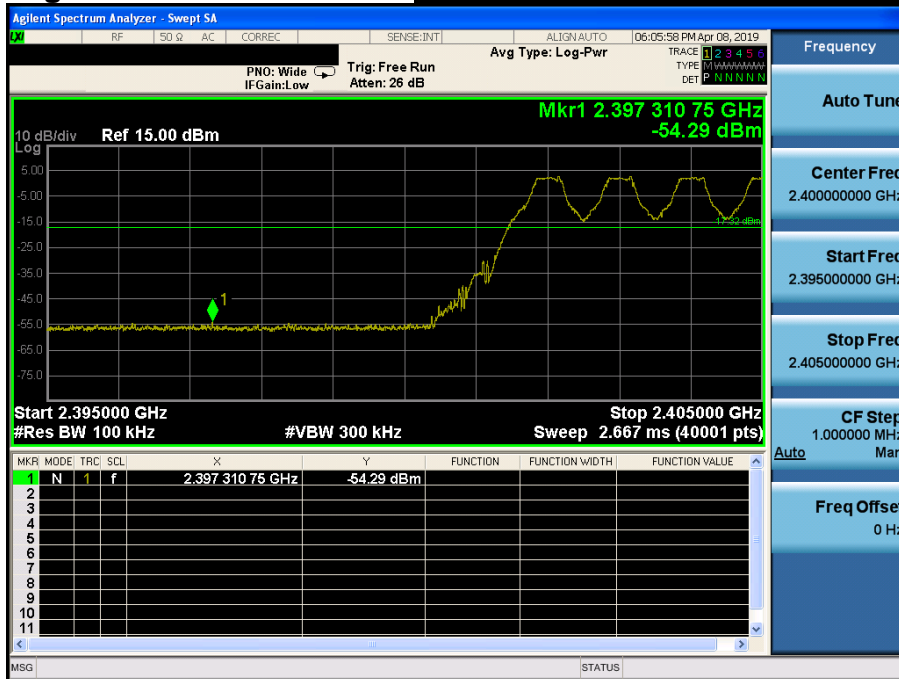 Agilent Spectrum Analyzer - Swept SA
LXI RF 50 Ω AC CORREC SENSE:INT ALIGN AUTO 06:05:58 PM Apr 08, 2019
Avg Type: Log-Pwr
TRACE 1 2 3 4 5 6
TYPE M WWWWW
DET P N N N N N
PNO: Wide
IFGain:Low
Trig: Free Run
Atten: 26 dB
Frequency
Mkr1 2.397 310 75 GHz
-54.29 dBm
10 dB/div
Log
Ref 15.00 dBm
5.00
-5.00
-15.0
-25.0
-35.0
-45.0
-55.0
-65.0
-75.0
1
-17.32 dBm
Start 2.395000 GHz
Stop 2.405000 GHz
#Res BW 100 kHz
#VBW 300 kHz
Sweep 2.667 ms (40001 pts)
MKR MODE TRC SCL X Y FUNCTION FUNCTION WIDTH FUNCTION VALUE
1 N 1 f 2.397 310 75 GHz -54.29 dBm
2
3
4
5
6
7
8
9
10
11
MSG
STATUS
Auto Tune
Center Freq
2.400000000 GHz
Start Freq
2.395000000 GHz
Stop Freq
2.405000000 GHz
CF Step
1.000000 MHz
Auto Man
Freq Offset
0 Hz